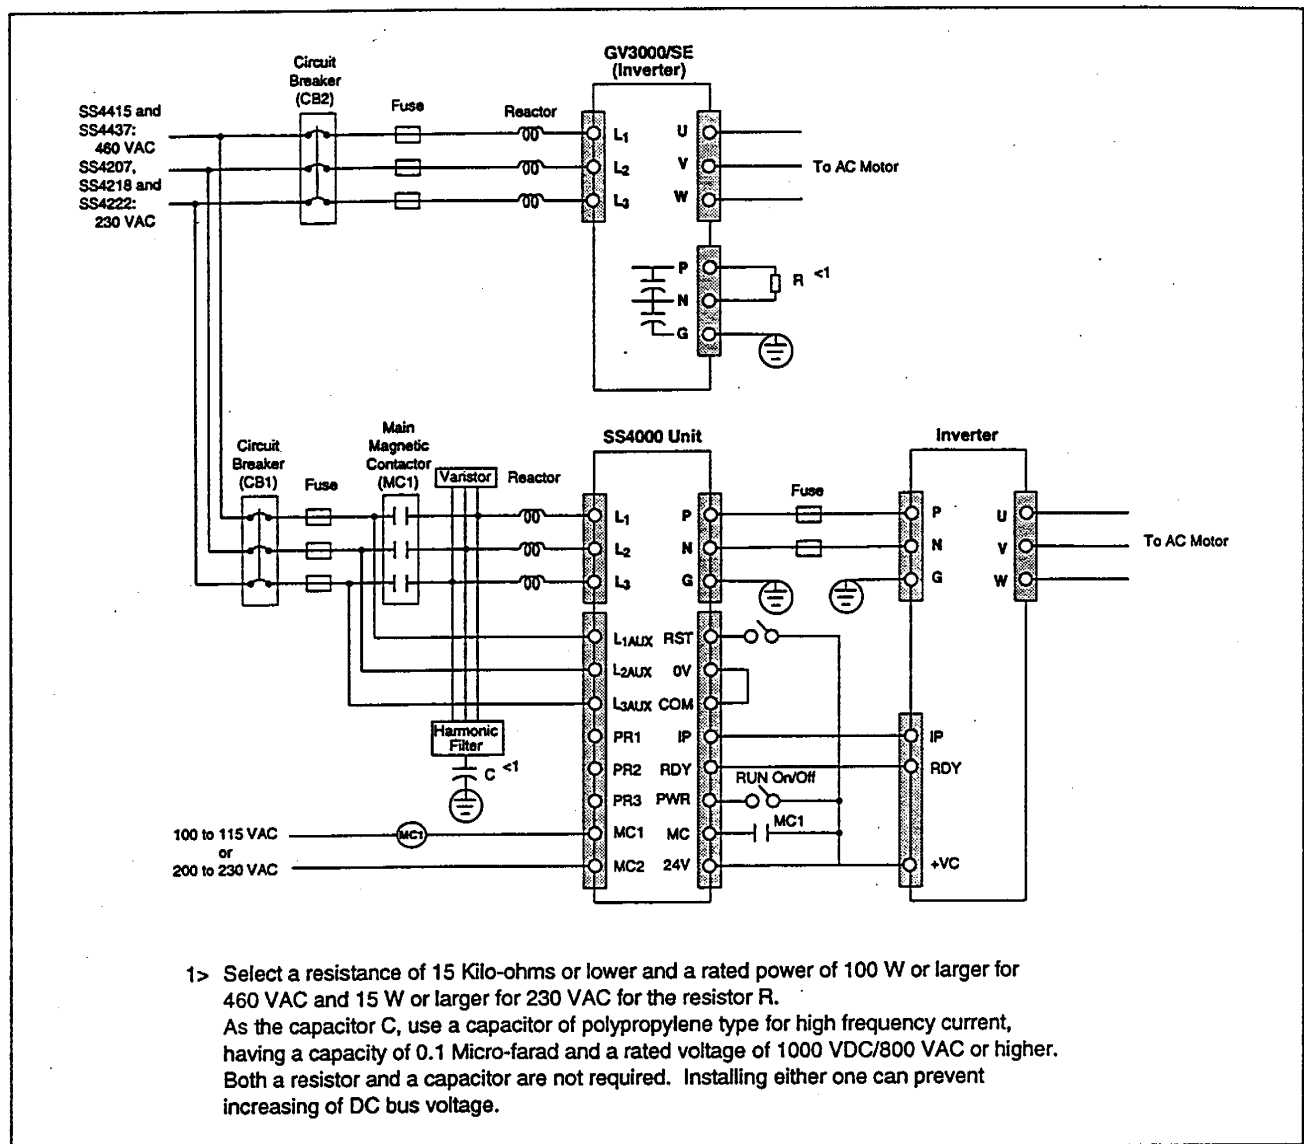 GV3000/SE
(Inverter)
Circuit
Breaker
(CB2)
Fuse
Reactor
SS4415 and
SS4437:
460 VAC
SS4207,
SS4218 and
SS4222:
230 VAC
L1
L2
L3
U
V
W
To AC Motor
P
N
G
R <1
Circuit
Breaker
(CB1)
Fuse
Main
Magnetic
Contactor
(MC1)
Varistor
Reactor
SS4000 Unit
Inverter
Fuse
L1
L2
L3
P
N
G
P
N
G
U
V
W
To AC Motor
L1AUX RST
L2AUX 0V
L3AUX COM
PR1 IP
PR2 RDY
PR3 PWR
MC1 MC
MC2 24V
Harmonic
Filter
C <1
RUN On/Off
MC1
IP
RDY
+VC
100 to 115 VAC
or
200 to 230 VAC
MC1
1> Select a resistance of 15 Kilo-ohms or lower and a rated power of 100 W or larger for
460 VAC and 15 W or larger for 230 VAC for the resistor R.
As the capacitor C, use a capacitor of polypropylene type for high frequency current,
having a capacity of 0.1 Micro-farad and a rated voltage of 1000 VDC/800 VAC or higher.
Both a resistor and a capacitor are not required. Installing either one can prevent
increasing of DC bus voltage.